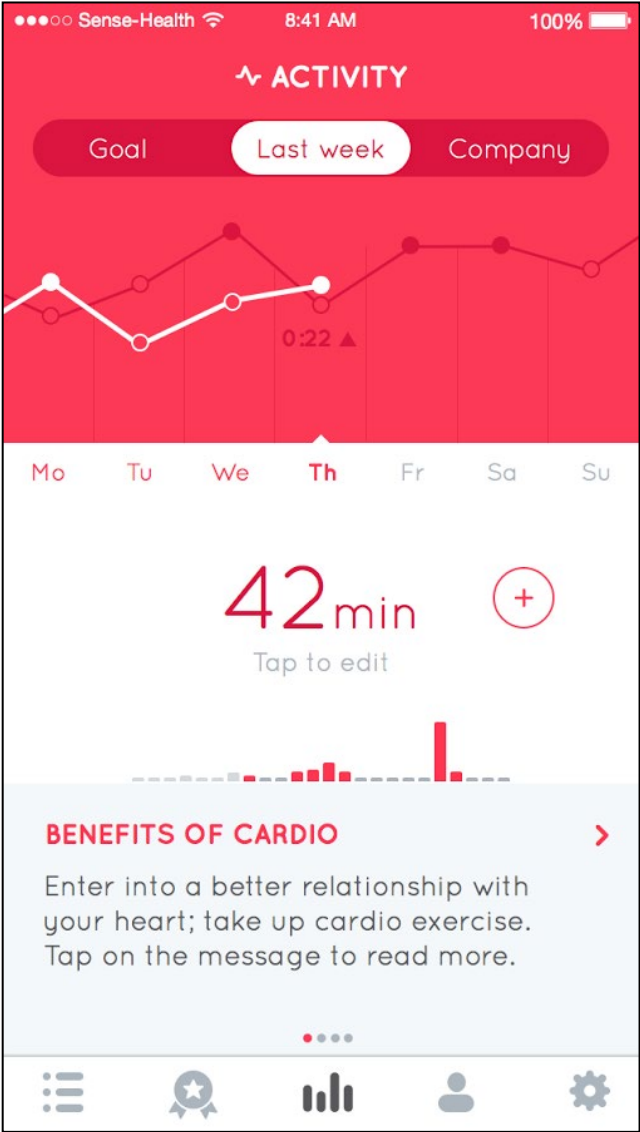 Sense-Health 8:41 AM 100%
ACTIVITY
Goal Last week Company
0:22 ▲
Mo Tu We Th Fr Sa Su
42 min
+
Tap to edit
BENEFITS OF CARDIO
Enter into a better relationship with
your heart; take up cardio exercise.
Tap on the message to read more.